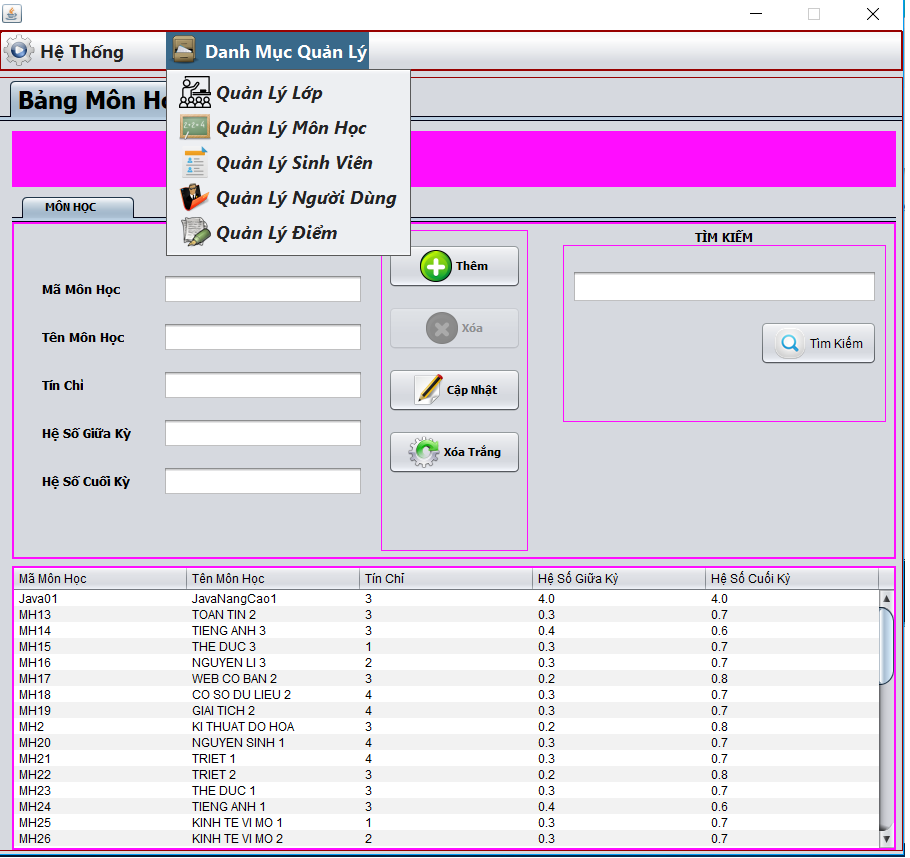 Hệ Thống Danh Mục Quản Lý
Quản Lý Lớp
Quản Lý Môn Học
Quản Lý Sinh Viên
Quản Lý Người Dùng
Quản Lý Điểm
Bảng Môn
MÔN HỌC
Mã Môn Học
Tên Môn Học
Tín Chỉ
Hệ Số Giữa Kỳ
Hệ Số Cuối Kỳ
Thêm
Xóa
Cập Nhật
Xóa Trắng
TÌM KIẾM
Tìm Kiếm
Mã Môn Học Tên Môn Học Tín Chỉ Hệ Số Giữa Kỳ Hệ Số Cuối Kỳ
Java01 JavaNangCao1 3 4.0 4.0
MH13 TOAN TIN 2 3 0.3 0.7
MH14 TIENG ANH 3 3 0.4 0.6
MH15 THE DUC 3 1 0.3 0.7
MH16 NGUYEN LI 3 2 0.3 0.7
MH17 WEB CO BAN 2 3 0.2 0.8
MH18 CO SO DU LIEU 2 4 0.3 0.7
MH19 GIAI TICH 2 4 0.3 0.7
MH2 KI THUAT DO HOA 3 0.2 0.8
MH20 NGUYEN SINH 1 4 0.3 0.7
MH21 TRIET 1 4 0.3 0.7
MH22 TRIET 2 3 0.2 0.8
MH23 THE DUC 1 3 0.3 0.7
MH24 TIENG ANH 1 3 0.4 0.6
MH25 KINH TE VI MO 1 1 0.3 0.7
MH26 KINH TE VI MO 2 2 0.3 0.7